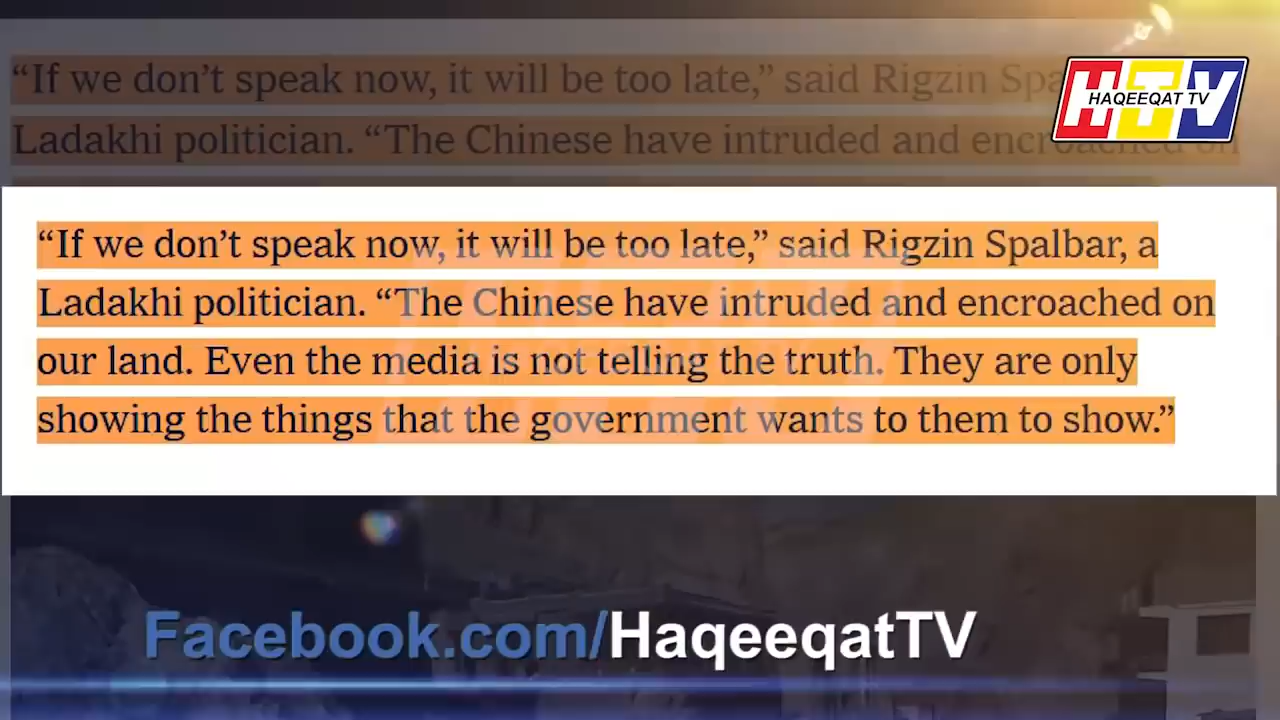 “If we don’t speak now, it will be too late,” said Rigzin Spa
Ladakhi politician. “The Chinese have intruded and encroached on
HTV
HAQEEQAT TV
“If we don’t speak now, it will be too late,” said Rigzin Spalbar, a
Ladakhi politician. “The Chinese have intruded and encroached on
our land. Even the media is not telling the truth. They are only
showing the things that the government wants to them to show.”
Facebook.com/HaqeeqatTV